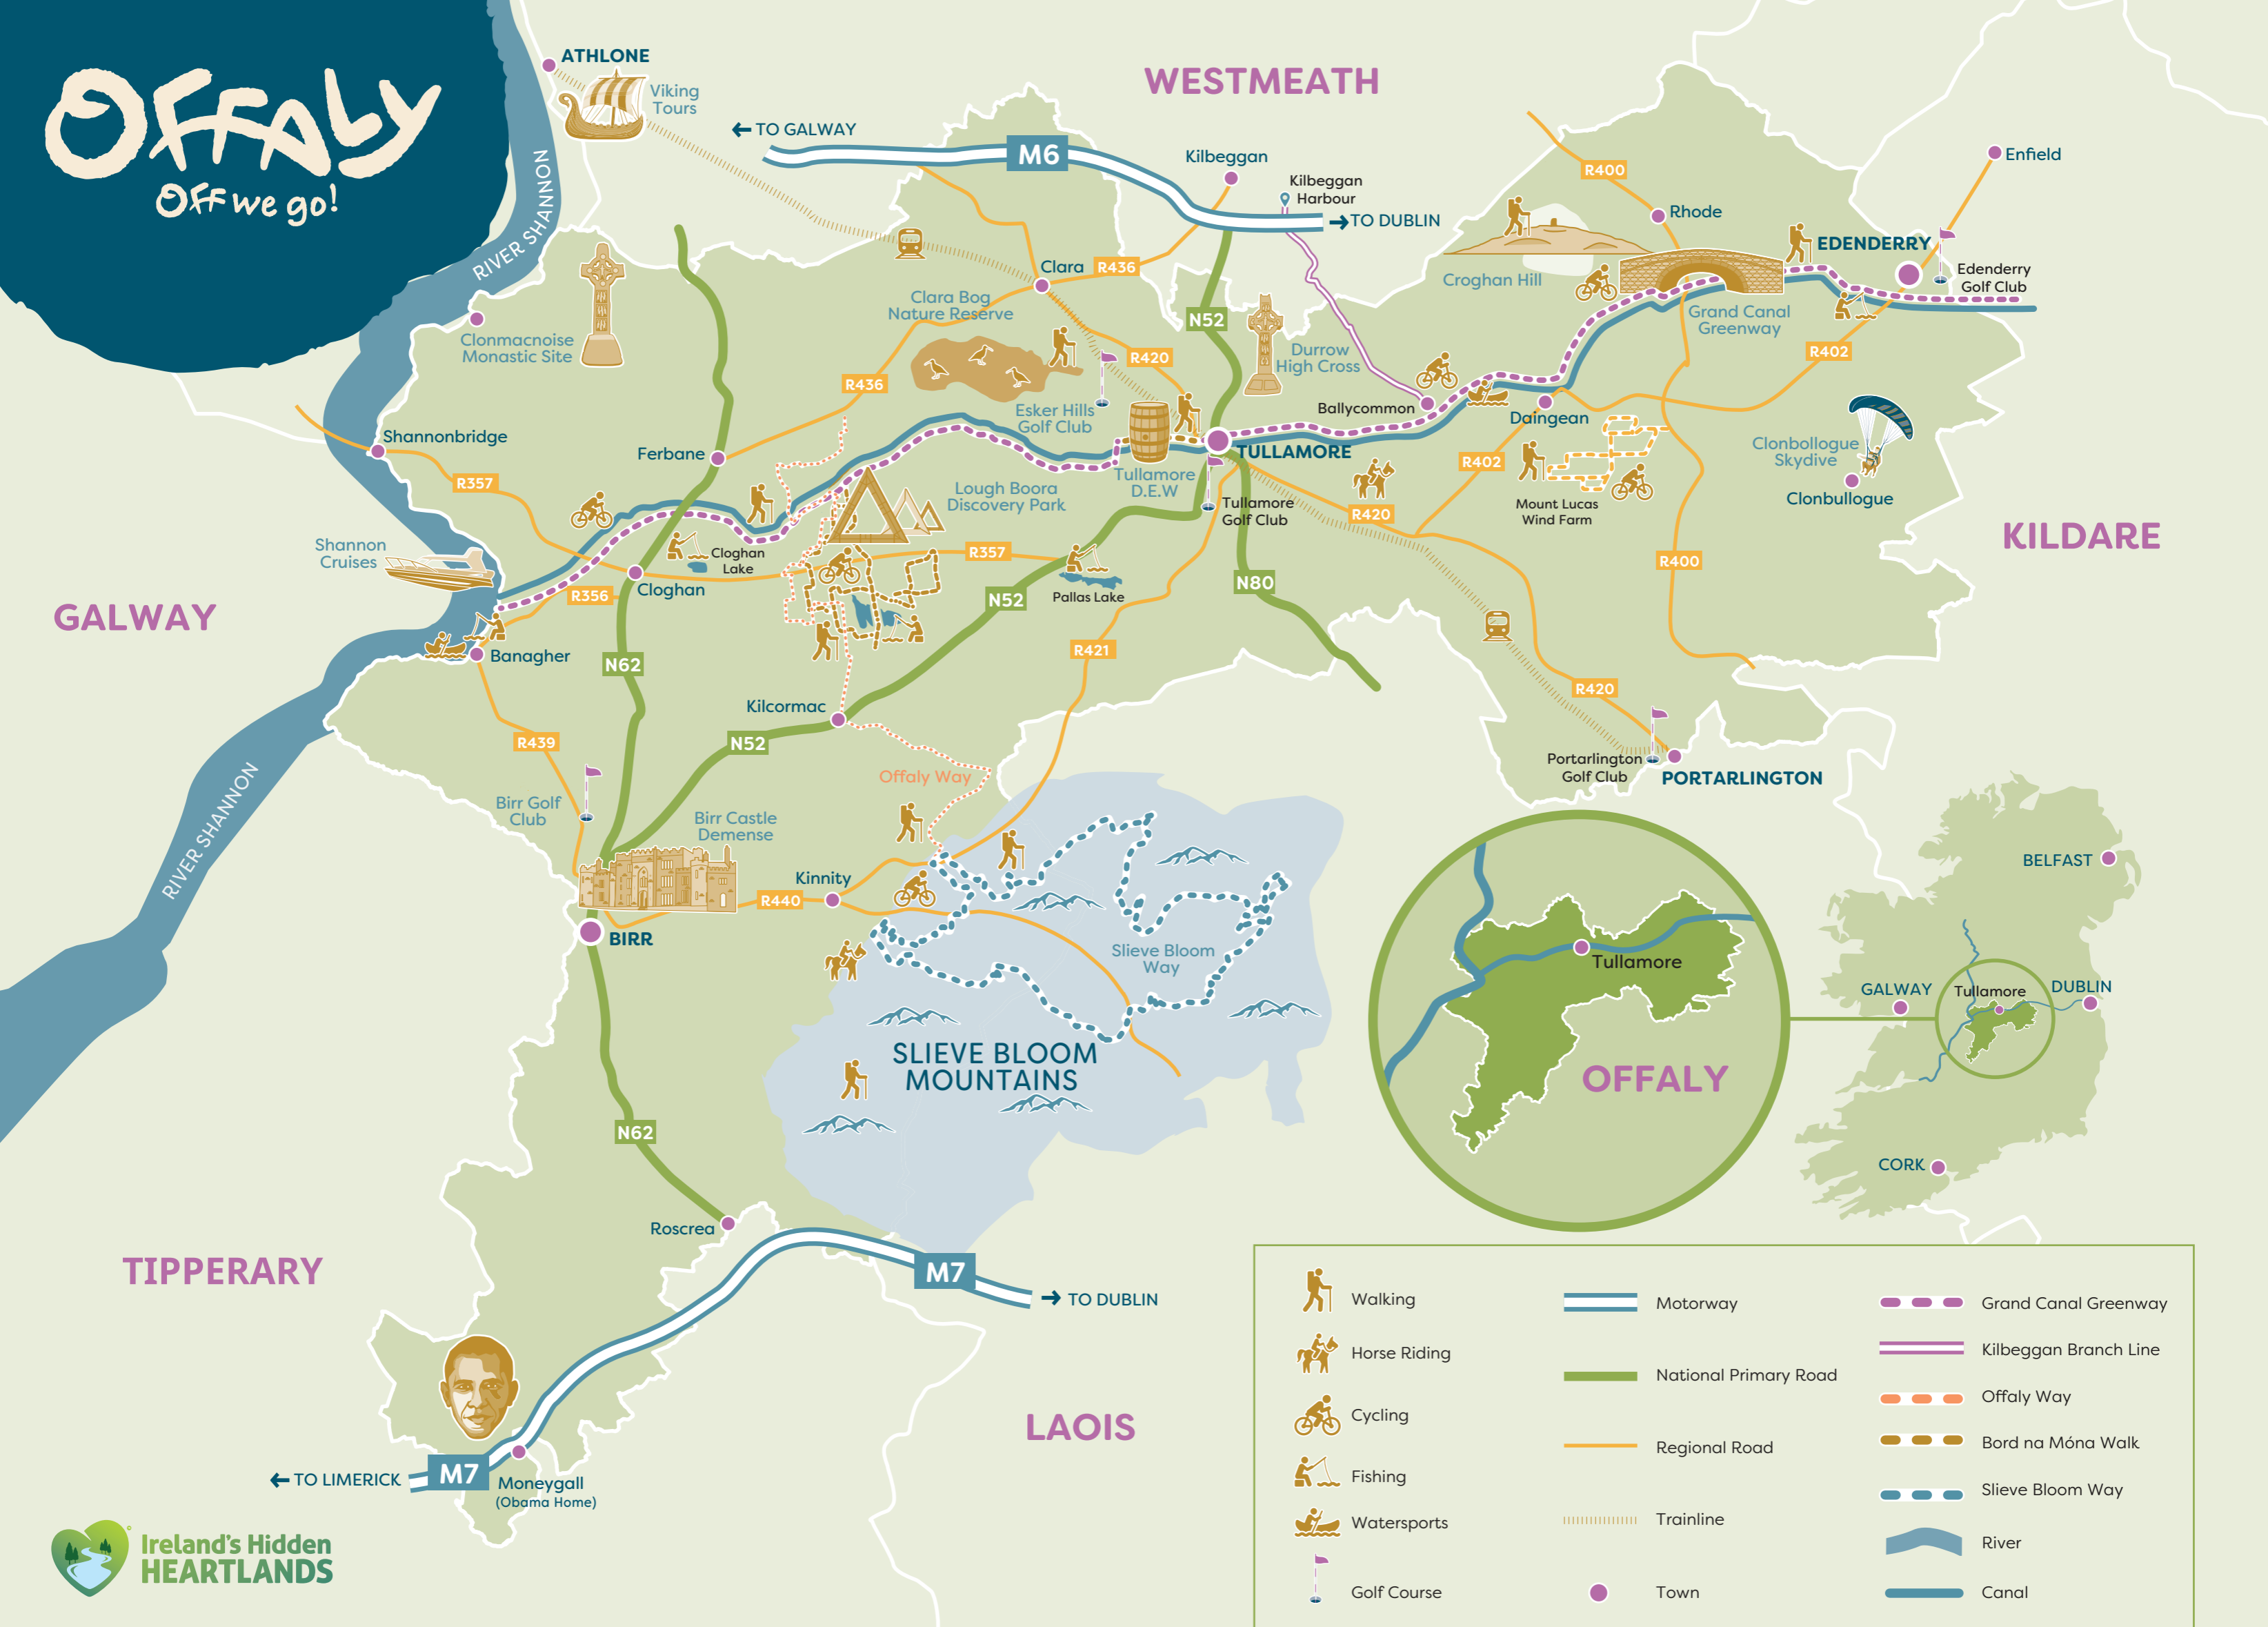 OFFALY
OFF we go!
ATHLONE
Viking
Tours
WESTMEATH
TO GALWAY
M6
Kilbeggan
Kilbeggan
Harbour
TO DUBLIN
R400
Enfield
Rhode
EDENDERRY
Edenderry
Golf Club
RIVER SHANNON
Clara
R436
Clara Bog
Nature Reserve
N52
Croghan Hill
Grand Canal
Greenway
Clonmacnoise
Monastic Site
R420
Durrow
High Cross
R402
R436
Esker Hills
Golf Club
Ballycommon
Daingean
Shannonbridge
Ferbane
TULLAMORE
Tullamore
D.E.W
Clonbollogue
Skydive
Clonbullogue
R357
R402
Lough Boora
Discovery Park
Tullamore
Golf Club
R420
Mount Lucas
Wind Farm
KILDARE
Shannon
Cruises
Cloghan
Lake
R357
R400
Cloghan
R356
N52
Pallas Lake
N80
GALWAY
Banagher
N62
R421
R420
Kilcormac
N52
R439
Offaly Way
Portarlington
Golf Club
PORTARLINGTON
RIVER SHANNON
Birr Golf
Club
Birr Castle
Demense
Kinnity
R440
BIRR
Slieve Bloom
Way
SLIEVE BLOOM
MOUNTAINS
Tullamore
OFFALY
BELFAST
GALWAY
Tullamore
DUBLIN
CORK
N62
Roscrea
TIPPERARY
M7
TO DUBLIN
LAOIS
TO LIMERICK
M7
Moneygall
(Obama Home)
Ireland's Hidden
HEARTLANDS
Walking
Horse Riding
Cycling
Fishing
Watersports
Golf Course
Motorway
National Primary Road
Regional Road
Trainline
Town
Grand Canal Greenway
Kilbeggan Branch Line
Offaly Way
Bord na Móna Walk
Slieve Bloom Way
River
Canal